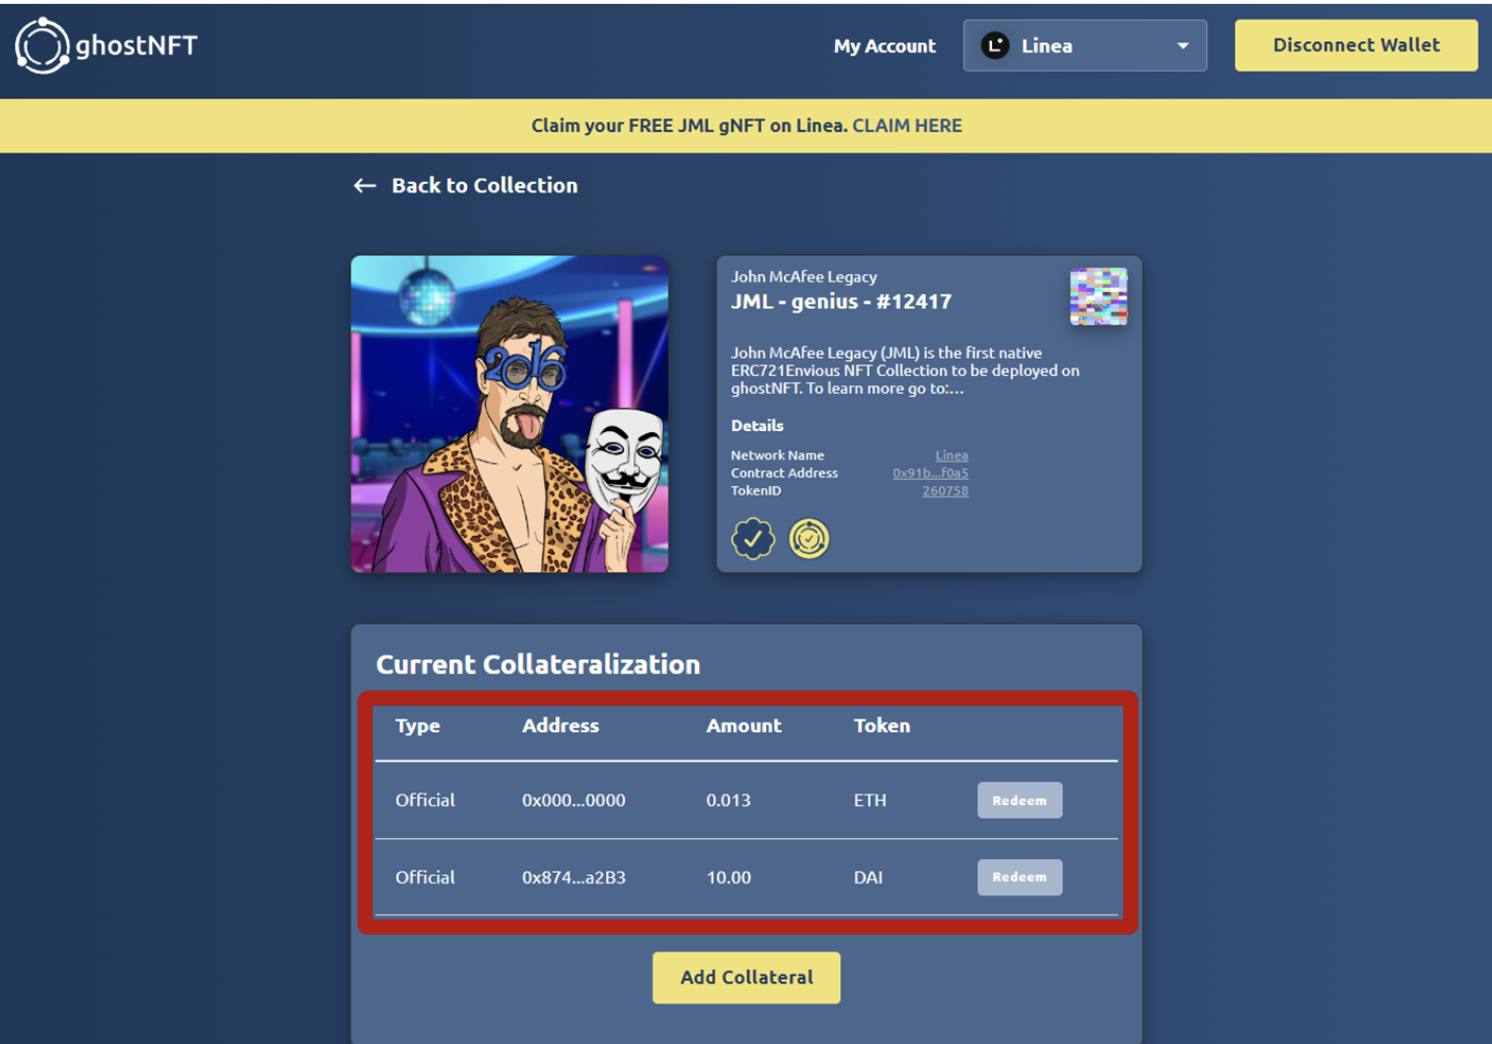 ghostNFT
My Account
Linea
Disconnect Wallet
Claim your FREE JML gNFT on Linea. CLAIM HERE
← Back to Collection
2016
John McAfee Legacy
JML - genius - #12417
John McAfee Legacy (JML) is the first native
ERC721Envious NFT Collection to be deployed on
ghostNFT. To learn more go to:...
Details
Network Name Linea
Contract Address 0x91b...f0a5
TokenID 260758
Current Collateralization
Type Address Amount Token
Official 0x000...0000 0.013 ETH Redeem
Official 0x874...a2B3 10.00 DAI Redeem
Add Collateral